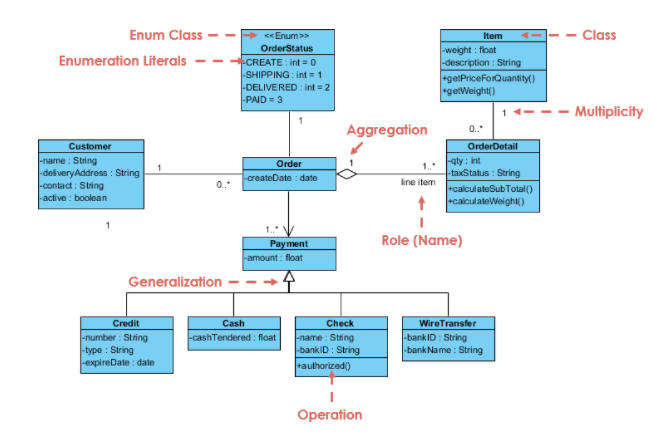 Enum Class
<<Enum>>
OrderStatus
Enumeration Literals
-CREATE : int = 0
-SHIPPING : int = 1
-DELIVERED : int = 2
-PAID = 3
1
Item
Class
-weight : float
-description : String
+getPriceForQuantity()
+getWeight()
1
Multiplicity
0..*
Aggregation
Customer
-name : String
-deliveryAddress : String
-contact : String
-active : boolean
1
0..*
1
Order
-createDate : date
1
1..*
line item
OrderDetail
-qty : int
-taxStatus : String
+calculateSubTotal()
+calculateWeight()
Role (Name)
1..*
Payment
-amount : float
Generalization
Credit
-number : String
-type : String
-expireDate : date
Cash
-cashTendered : float
Check
-name : String
-bankID : String
+authorized()
WireTransfer
-bankID : String
-bankName : String
Operation